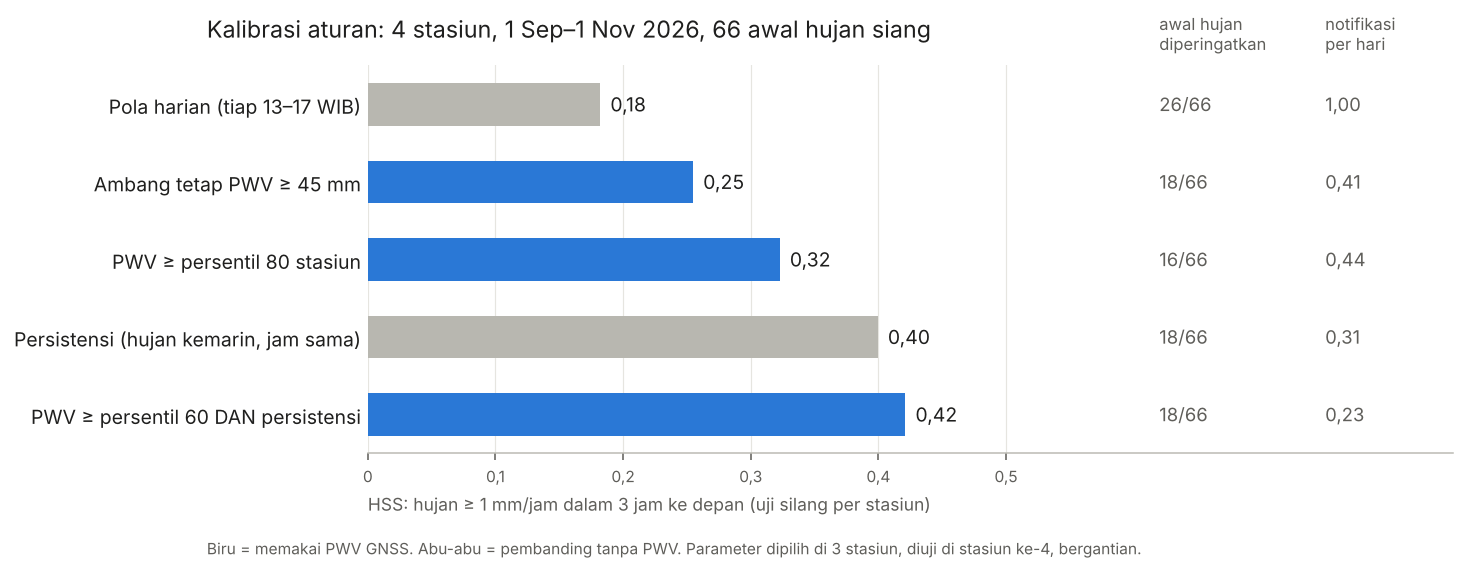 Kalibrasi aturan: 4 stasiun, 1 Sep–1 Nov 2026, 66 awal hujan siang
awal hujan diperingatkan
notifikasi per hari
Pola harian (tiap 13–17 WIB) 0,18 26/66 1,00
Ambang tetap PWV ≥ 45 mm 0,25 18/66 0,41
PWV ≥ persentil 80 stasiun 0,32 16/66 0,44
Persistensi (hujan kemarin, jam sama) 0,40 18/66 0,31
PWV ≥ persentil 60 DAN persistensi 0,42 18/66 0,23
0 0,1 0,2 0,3 0,4 0,5
HSS: hujan ≥ 1 mm/jam dalam 3 jam ke depan (uji silang per stasiun)
Biru = memakai PWV GNSS. Abu-abu = pembanding tanpa PWV. Parameter dipilih di 3 stasiun, diuji di stasiun ke-4, bergantian.